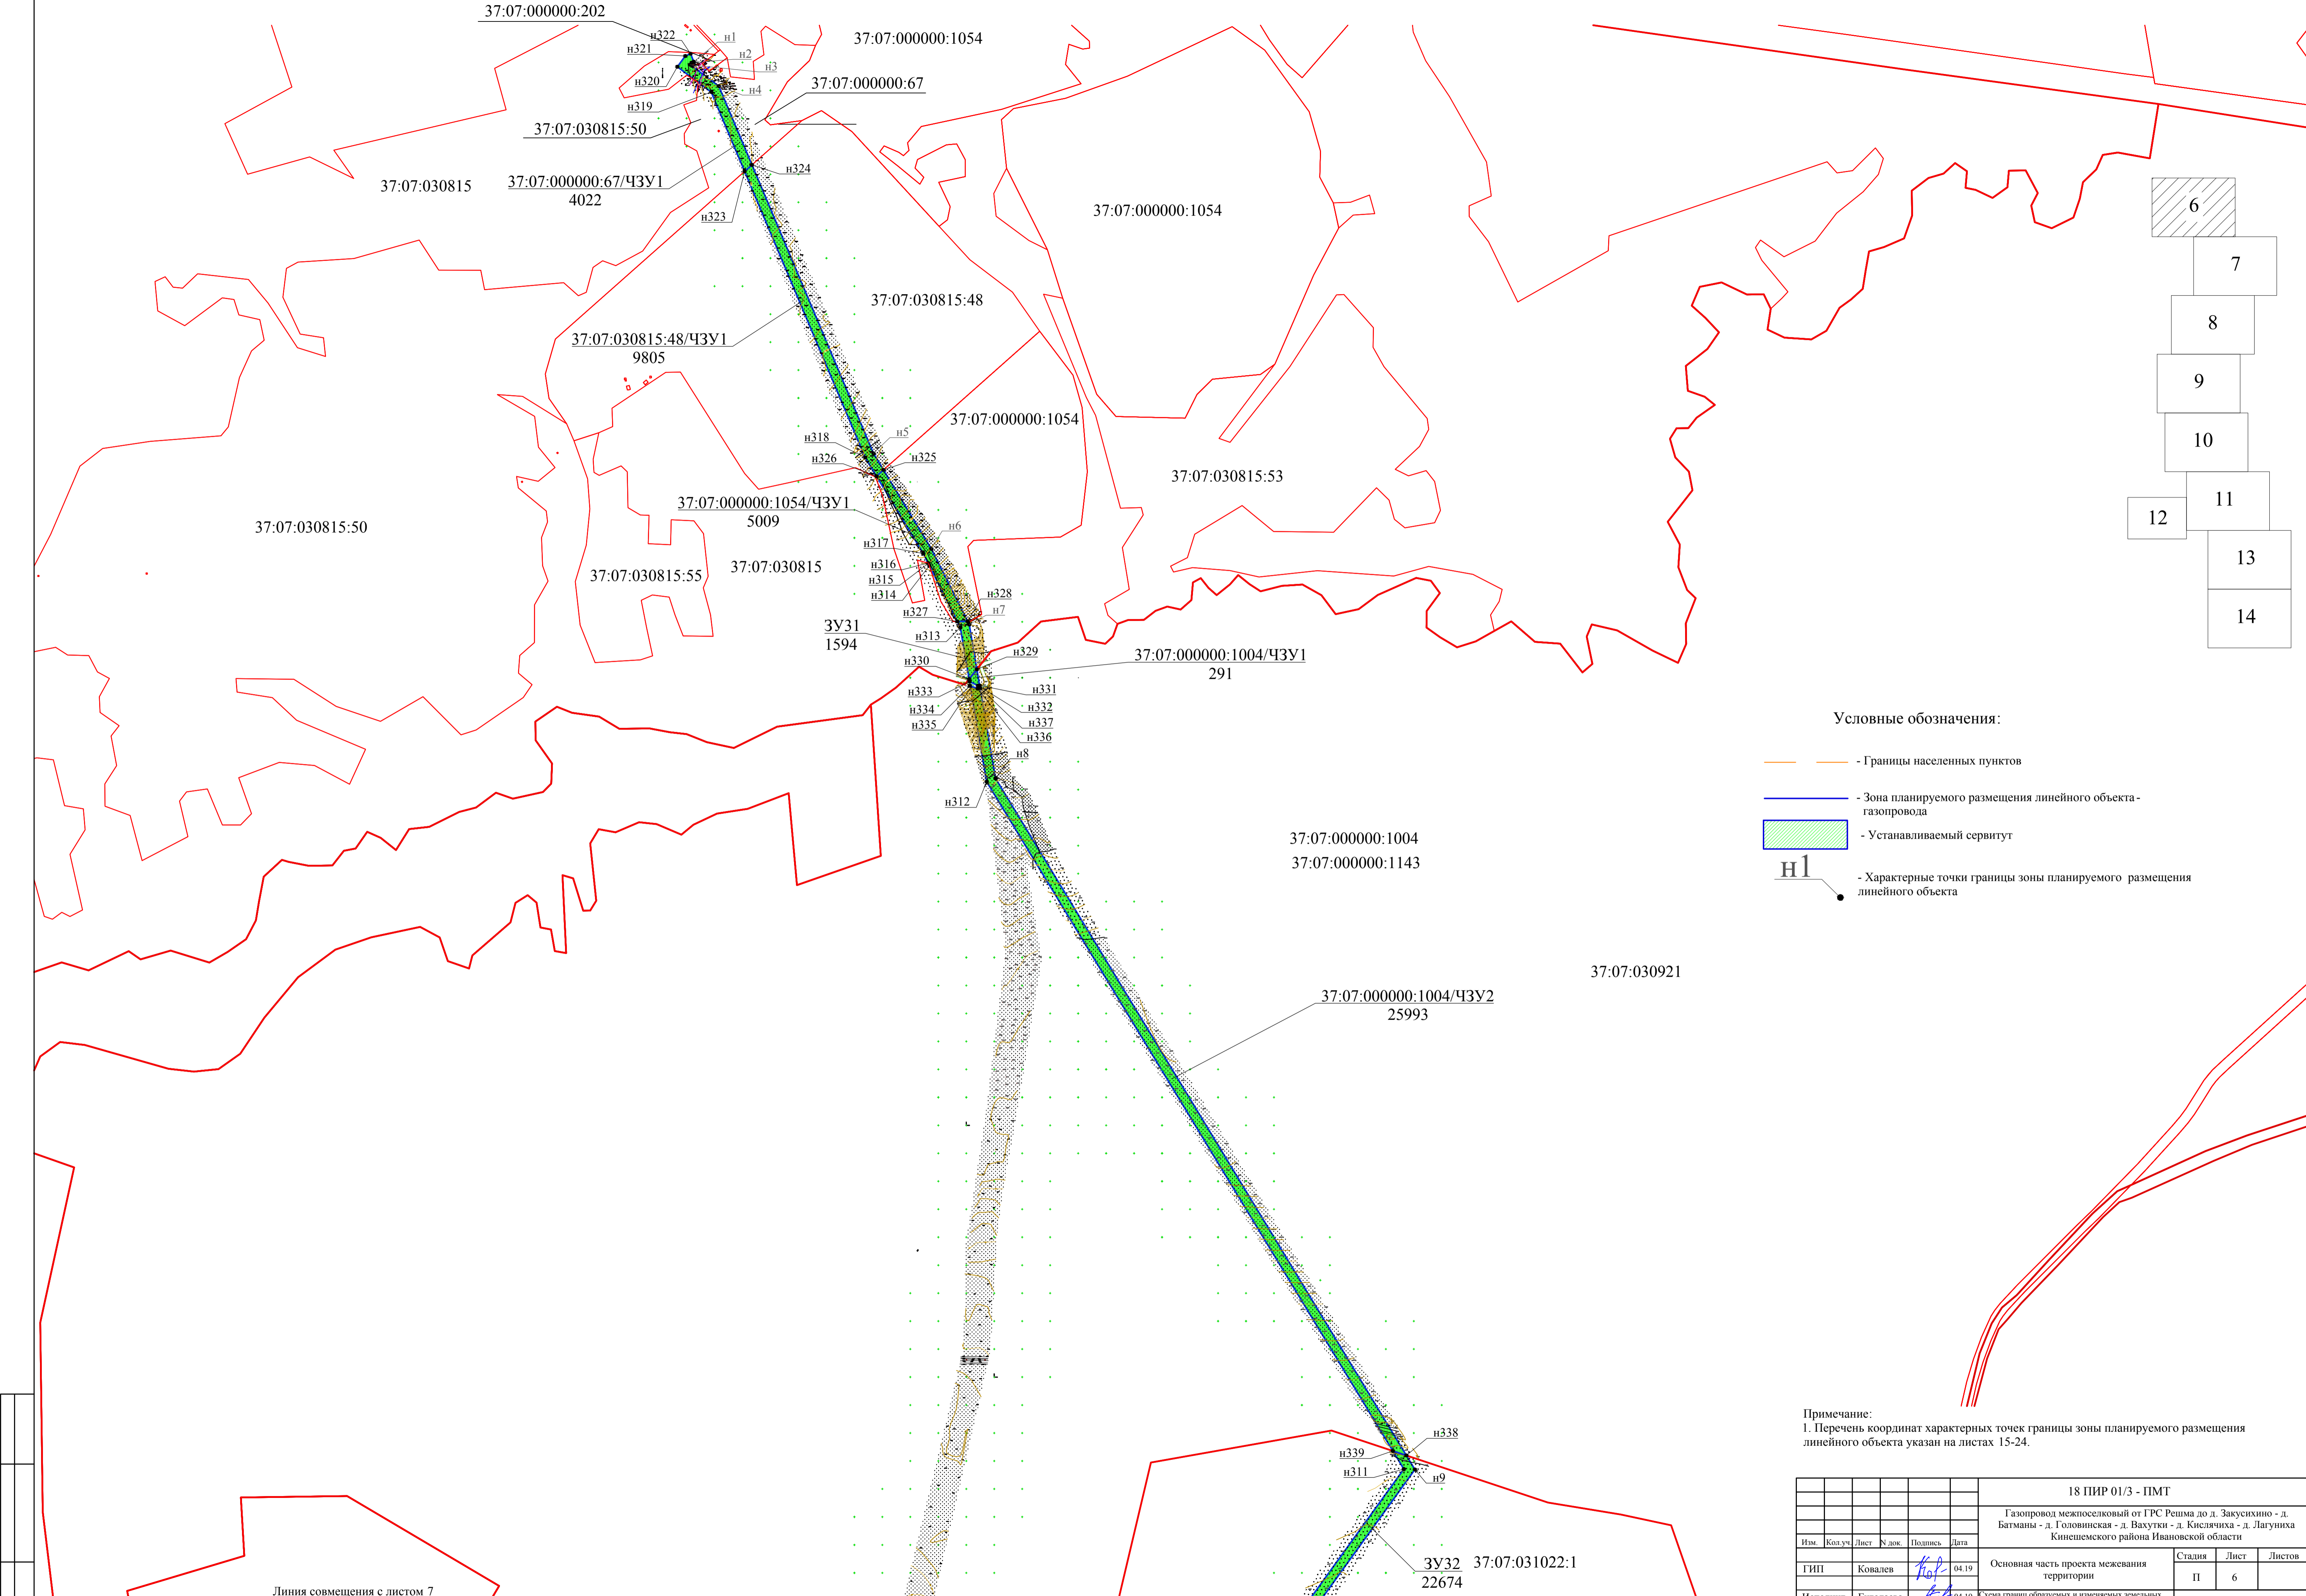 37:07:000000:202
н322
н1
н321
н2
37:07:000000:1054
н3
н320
37:07:000000:67
н4
н319
37:07:030815:50
н324
37:07:030815
37:07:000000:67/ЧЗУ1
4022
н323
37:07:000000:1054
6
7
37:07:030815:48
8
37:07:030815:48/ЧЗУ1
9805
9
37:07:000000:1054
н5
н318
н326
н325
10
37:07:030815:53
37:07:000000:1054/ЧЗУ1
5009
11
12
37:07:030815:50
н6
н317
н316
н315
н314
37:07:030815:55
37:07:030815
13
н328
н327
н7
14
ЗУ31
1594
н313
н329
37:07:000000:1004/ЧЗУ1
291
н330
н333
н331
н334
н332
н335
н337
н336
Условные обозначения:
н8
- Границы населенных пунктов
н312
- Зона планируемого размещения линейного объекта-
газопровода
- Устанавливаемый сервитут
37:07:000000:1004
37:07:000000:1143
н1
- Характерные точки границы зоны планируемого размещения
линейного объекта
37:07:030921
37:07:000000:1004/ЧЗУ2
25993
Примечание:
1. Перечень координат характерных точек границы зоны планируемого размещения
линейного объекта указан на листах 15-24.
н338
н339
н311
н9
18 ПИР 01/3 - ПМТ
Газопровод межпоселковый от ГРС Решма до д. Закусихино - д.
Батманы - д. Головинская - д. Вахутки - д. Кислячиха - д. Лагуниха
Кинешемского района Ивановской области
Изм. Кол.уч. Лист N док. Подпись Дата
ГИП Ковалев 04.19
Основная часть проекта межевания
территории
Стадия Лист Листов
П 6
ЗУ32
22674
37:07:031022:1
Линия совмещения с листом 7